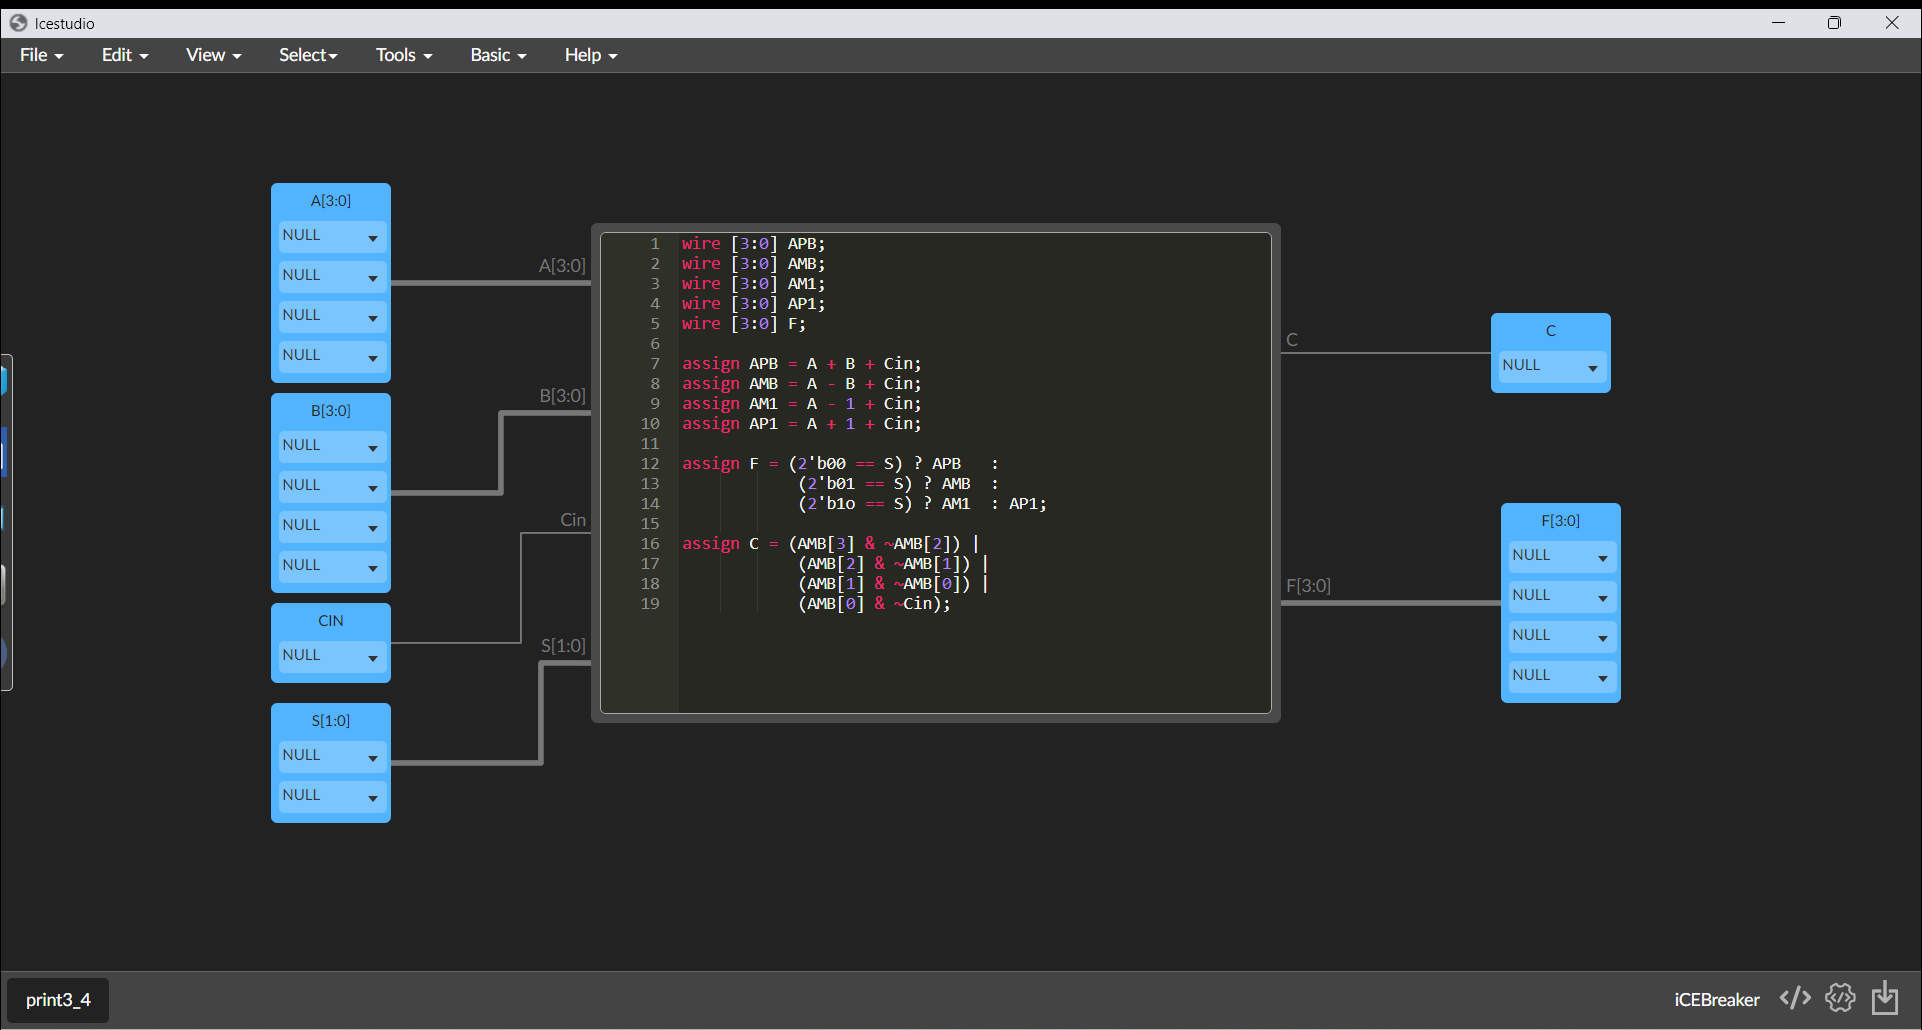 Icestudio
File Edit View Select Tools Basic Help
A[3:0]
NULL
NULL
NULL
NULL
B[3:0]
NULL
NULL
NULL
NULL
CIN
NULL
S[1:0]
NULL
NULL
A[3:0]
B[3:0]
Cin
S[1:0]
1 wire [3:0] APB;
2 wire [3:0] AMB;
3 wire [3:0] AM1;
4 wire [3:0] AP1;
5 wire [3:0] F;
6
7 assign APB = A + B + Cin;
8 assign AMB = A - B + Cin;
9 assign AM1 = A - 1 + Cin;
10 assign AP1 = A + 1 + Cin;
11
12 assign F = (2'b00 == S) ? APB :
13 (2'b01 == S) ? AMB :
14 (2'b1o == S) ? AM1 : AP1;
15
16 assign C = (AMB[3] & ~AMB[2]) |
17 (AMB[2] & ~AMB[1]) |
18 (AMB[1] & ~AMB[0]) |
19 (AMB[0] & ~Cin);
C
F[3:0]
C
NULL
F[3:0]
NULL
NULL
NULL
NULL
print3_4
iCEBreaker